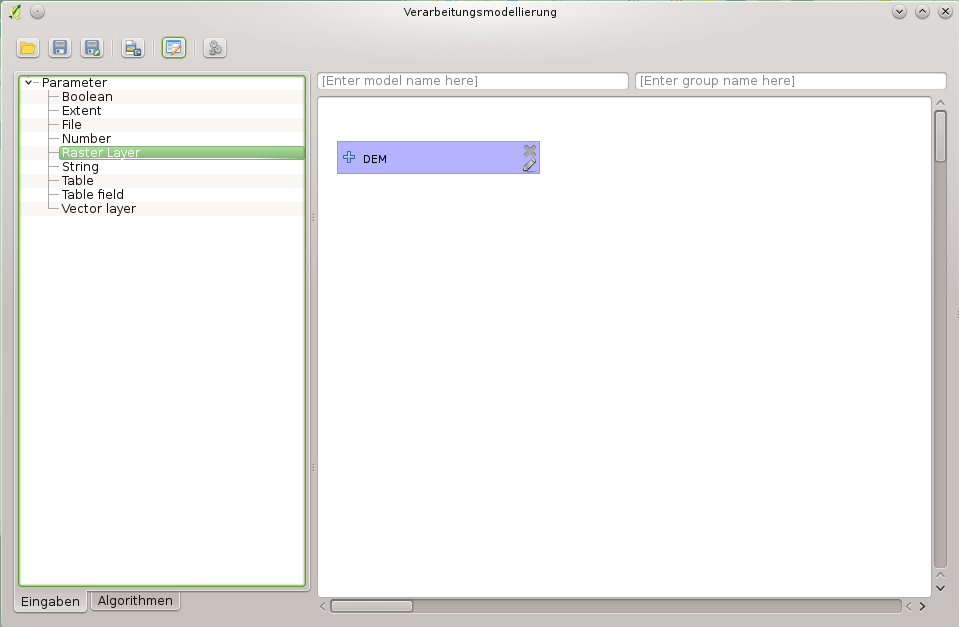 Verarbeitungsmodellierung
[Enter model name here]
[Enter group name here]
Parameter
Boolean
Extent
File
Number
Raster Layer
String
Table
Table field
Vector layer
DEM
Eingaben
Algorithmen